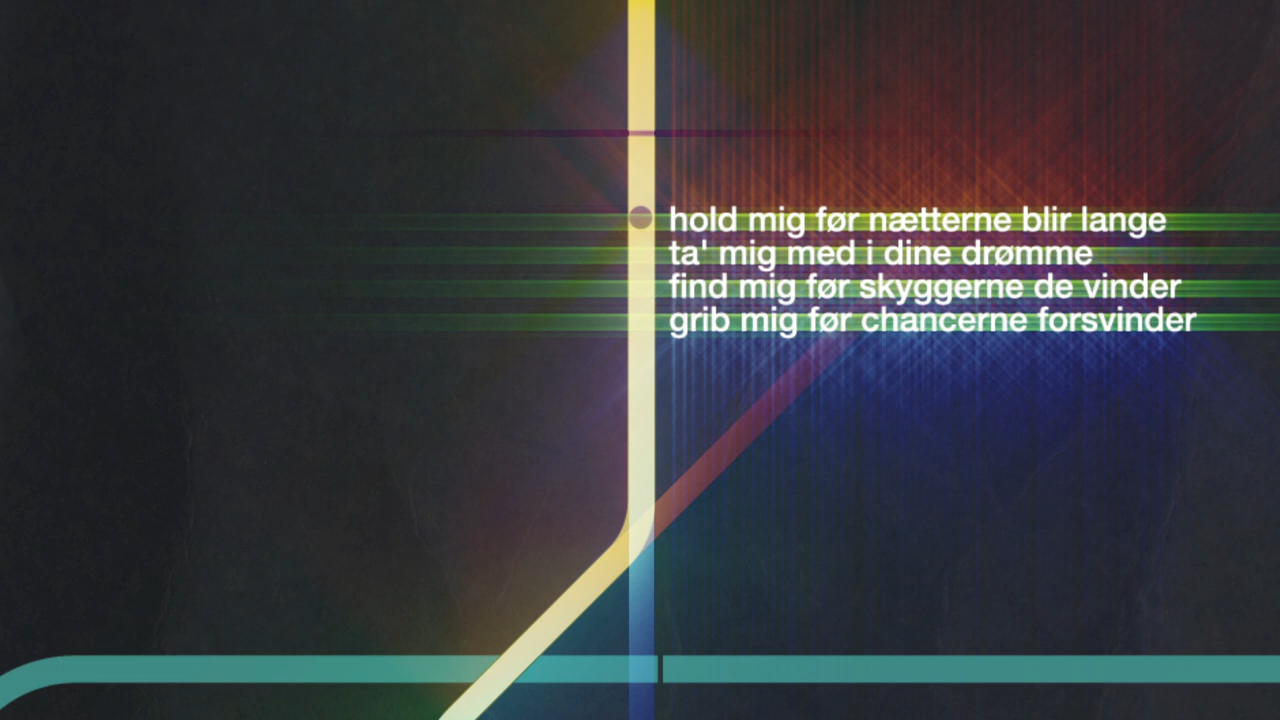 hold mig før nætterne blir lange
ta' mig med i dine drømme
find mig før skyggerne de vinder
grib mig før chancerne forsvinder